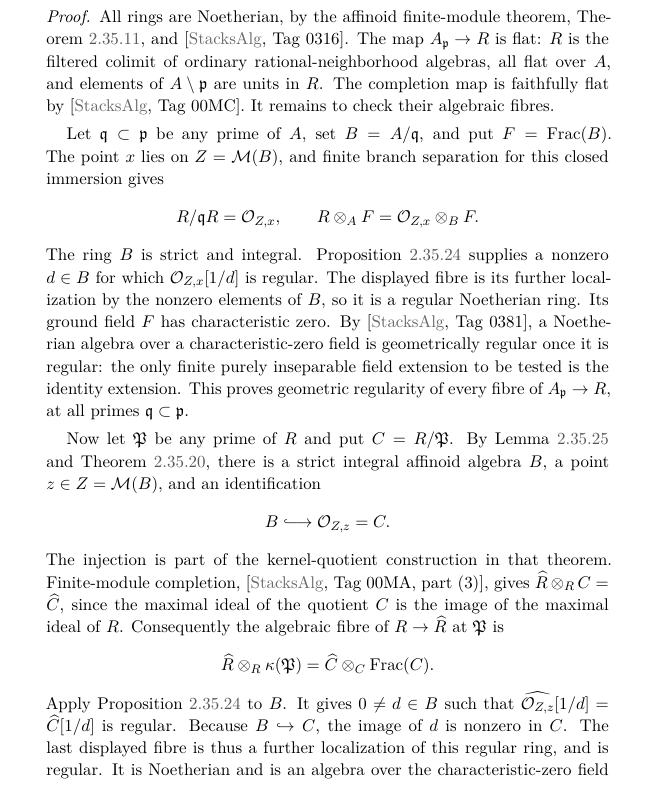 Proof. All rings are Noetherian, by the affinoid finite-module theorem, The-
orem 2.35.11, and [StacksAlg, Tag 0316]. The map A_𝔭 → R is flat: R is the
filtered colimit of ordinary rational-neighborhood algebras, all flat over A,
and elements of A \ 𝔭 are units in R. The completion map is faithfully flat
by [StacksAlg, Tag 00MC]. It remains to check their algebraic fibres.
Let 𝔮 ⊂ 𝔭 be any prime of A, set B = A/𝔮, and put F = Frac(B).
The point x lies on Z = ℳ(B), and finite branch separation for this closed
immersion gives
R/𝔮R = 𝒪_{Z,x}, R ⊗_A F = 𝒪_{Z,x} ⊗_B F.
The ring B is strict and integral. Proposition 2.35.24 supplies a nonzero
d ∈ B for which 𝒪_{Z,x}[1/d] is regular. The displayed fibre is its further local-
ization by the nonzero elements of B, so it is a regular Noetherian ring. Its
ground field F has characteristic zero. By [StacksAlg, Tag 0381], a Noethe-
rian algebra over a characteristic-zero field is geometrically regular once it is
regular: the only finite purely inseparable field extension to be tested is the
identity extension. This proves geometric regularity of every fibre of A_𝔭 → R,
at all primes 𝔮 ⊂ 𝔭.
Now let 𝔓 be any prime of R and put C = R/𝔓. By Lemma 2.35.25
and Theorem 2.35.20, there is a strict integral affinoid algebra B, a point
z ∈ Z = ℳ(B), and an identification
B ↪ 𝒪_{Z,z} = C.
The injection is part of the kernel-quotient construction in that theorem.
Finite-module completion, [StacksAlg, Tag 00MA, part (3)], gives R̂ ⊗_R C =
Ĉ, since the maximal ideal of the quotient C is the image of the maximal
ideal of R. Consequently the algebraic fibre of R → R̂ at 𝔓 is
R̂ ⊗_R κ(𝔓) = Ĉ ⊗_C Frac(C).
Apply Proposition 2.35.24 to B. It gives 0 ≠ d ∈ B such that \widehat{𝒪_{Z,z}}[1/d] =
Ĉ[1/d] is regular. Because B ↪ C, the image of d is nonzero in C. The
last displayed fibre is thus a further localization of this regular ring, and is
regular. It is Noetherian and is an algebra over the characteristic-zero field